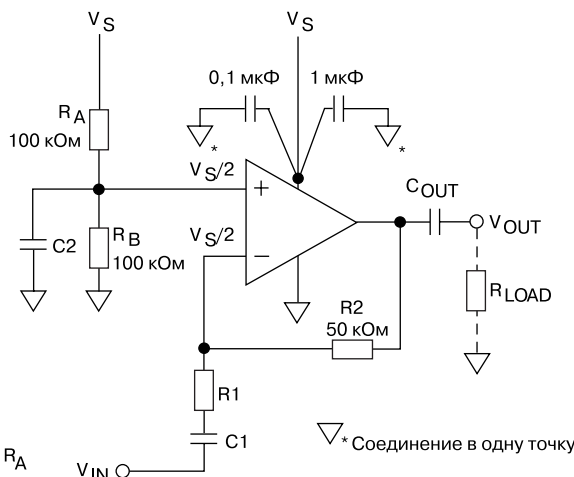 VS
VS
0,1 мкФ
1 мкФ
*
*
RA
100 кОм
VS/2
+
COUT
VOUT
C2
RB
100 кОм
VS/2
−
RLOAD
R2
50 кОм
R1
C1
* Соединение в одну точку
RA
VIN